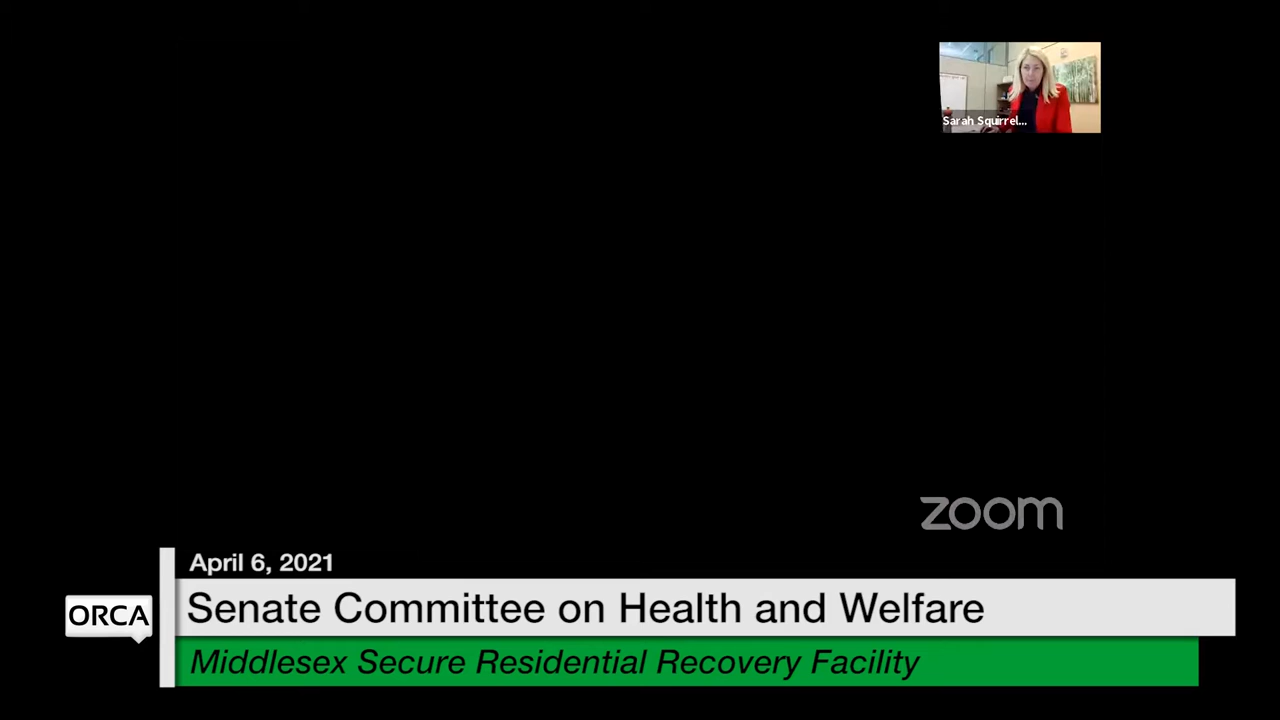 Sarah Squirrel...
zoom
April 6, 2021
Senate Committee on Health and Welfare
ORCA
Middlesex Secure Residential Recovery Facility